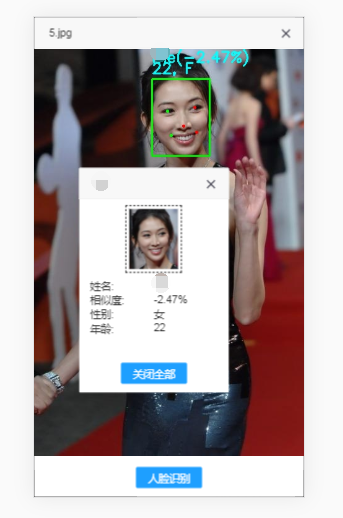 5.jpg
(-2.47%)
22, F
姓名:
相似度: -2.47%
性别: 女
年龄: 22
关闭全部
人脸识别